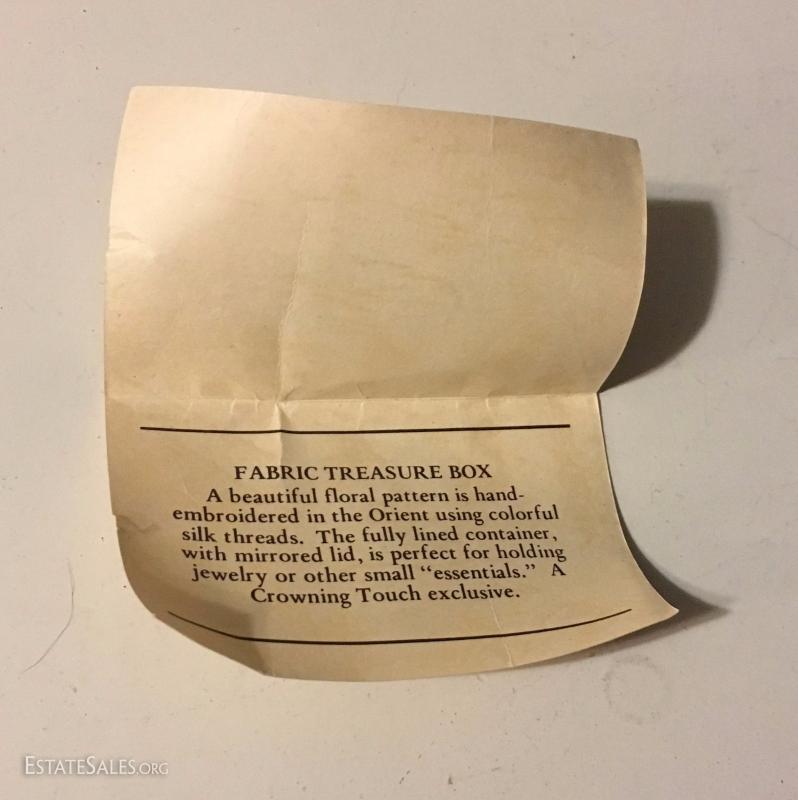 FABRIC TREASURE BOX
A beautiful floral pattern is hand-
embroidered in the Orient using colorful
silk threads. The fully lined container,
with mirrored lid, is perfect for holding
jewelry or other small “essentials.” A
Crowning Touch exclusive.
ESTATESALES.ORG